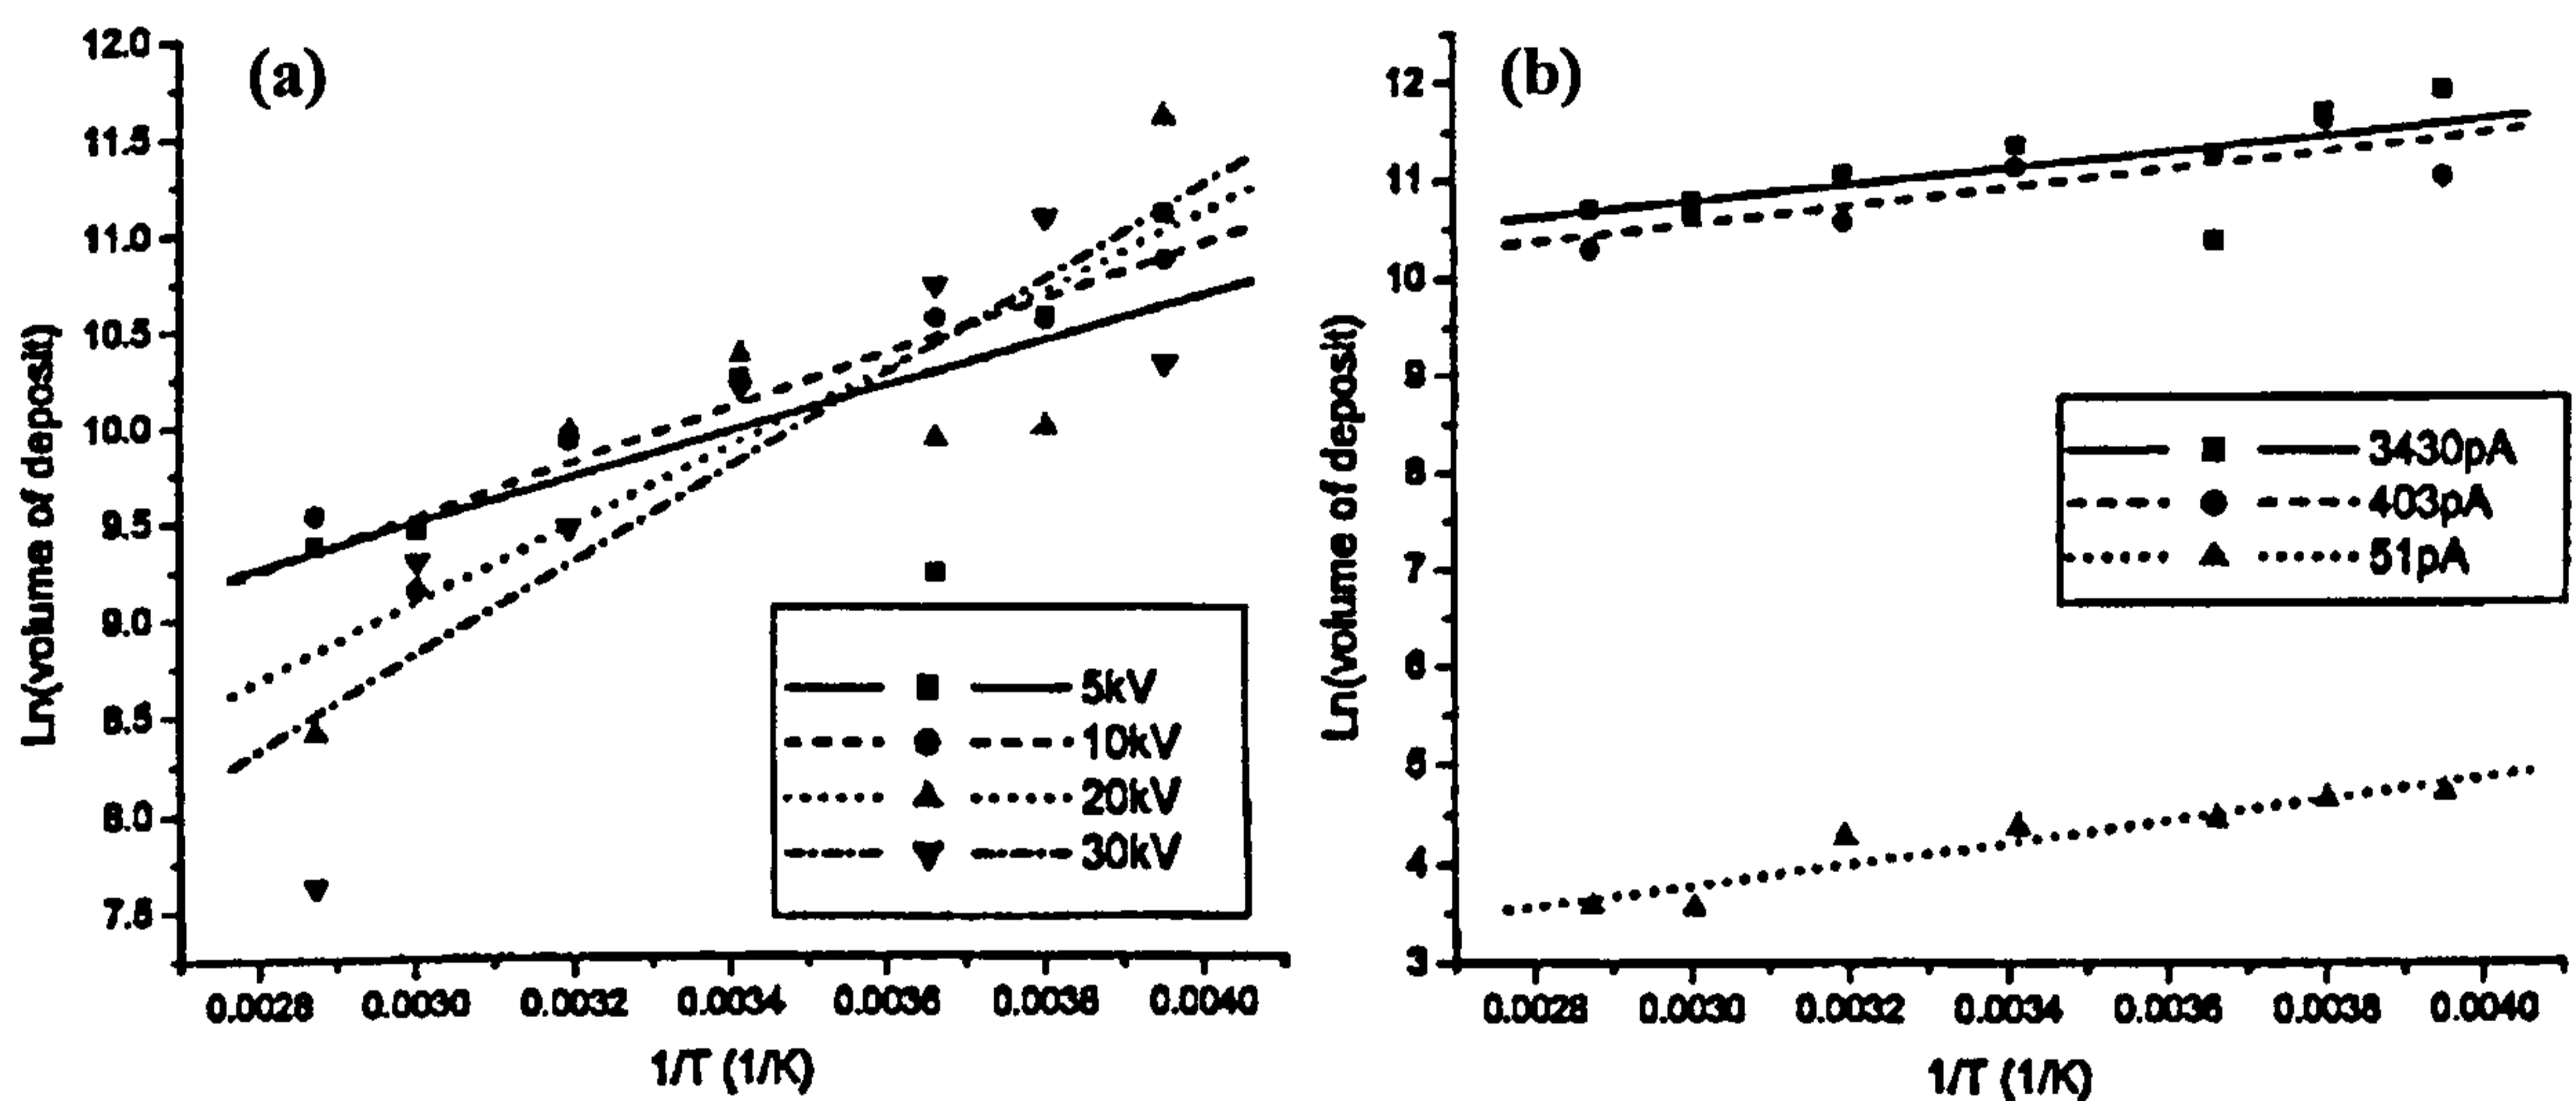 (a)
12.0
11.5
11.0
10.5
10.0
9.5
9.0
8.5
8.0
7.5
Ln(volume of deposit)
5kV
10kV
20kV
30kV
0.0028 0.0030 0.0032 0.0034 0.0036 0.0038 0.0040
1/T (1/K)
(b)
12
11
10
9
8
7
6
5
4
3
Ln(volume of deposit)
3430pA
403pA
51pA
0.0028 0.0030 0.0032 0.0034 0.0036 0.0038 0.0040
1/T (1/K)